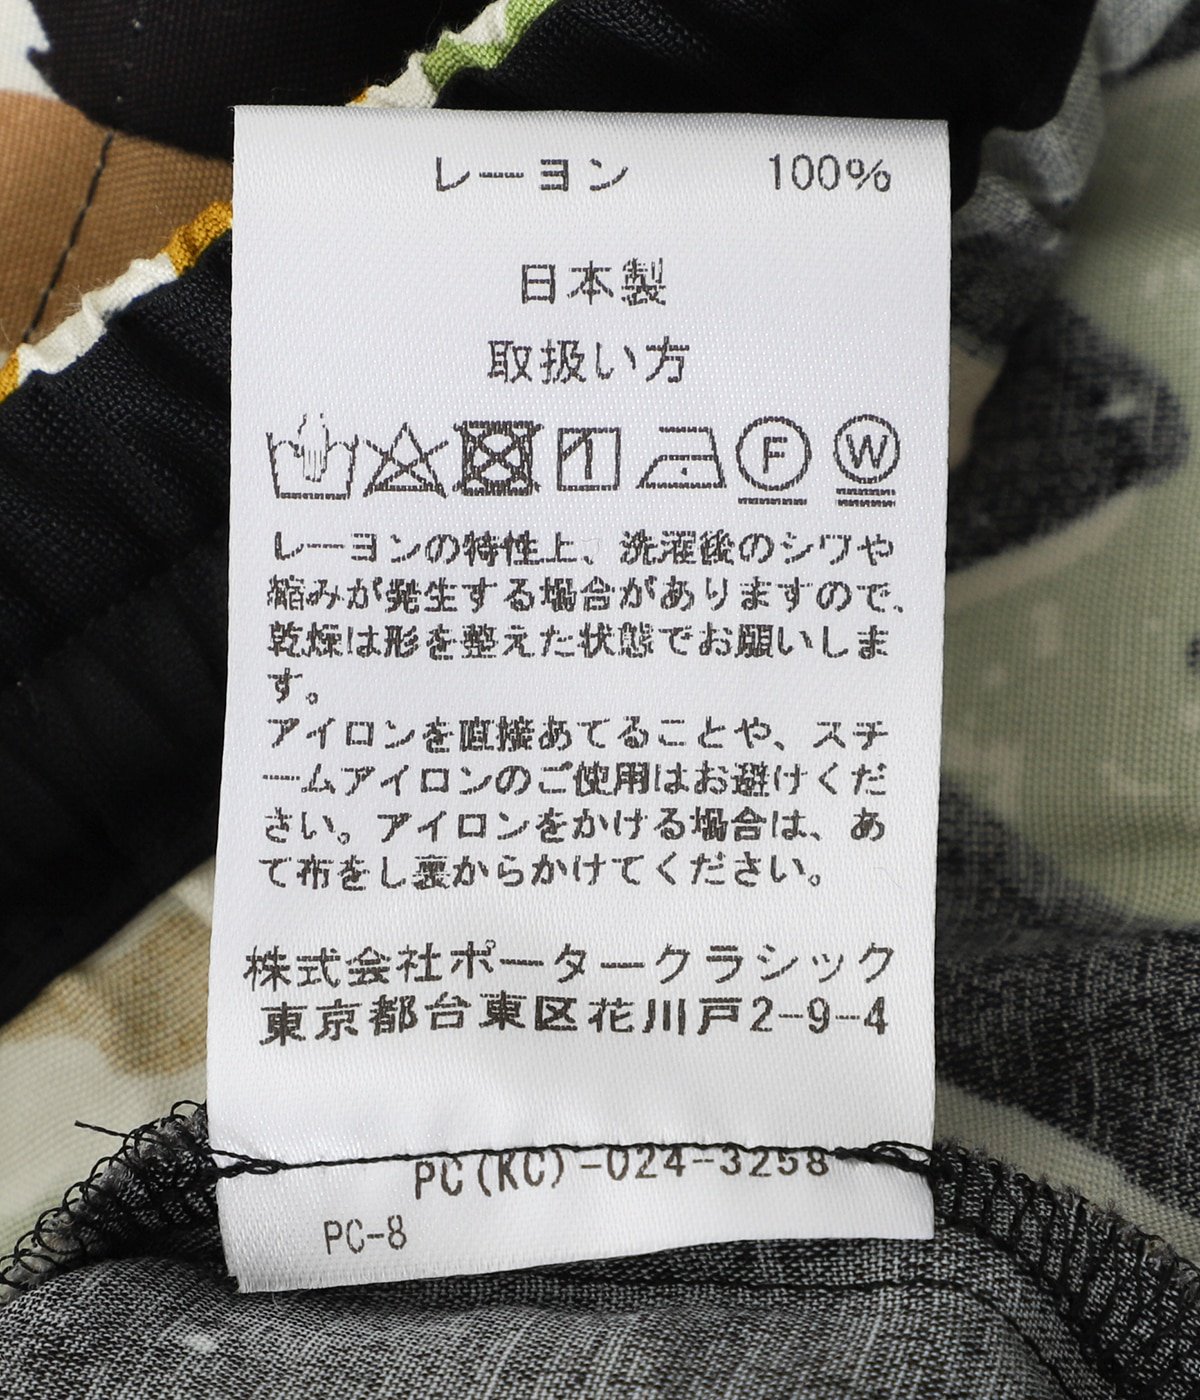 レーヨン 100%
日本製
取扱い方
F W
レーヨンの特性上、洗濯後のシワや
縮みが発生する場合がありますので、
乾燥は形を整えた状態でお願いしま
す。
アイロンを直接あてることや、スチ
ームアイロンのご使用はお避けくだ
さい。アイロンをかける場合は、あ
て布をし裏からかけてください。
株式会社ポータークラシック
東京都台東区花川戸2-9-4
PC(KC)-024-3258
PC-8